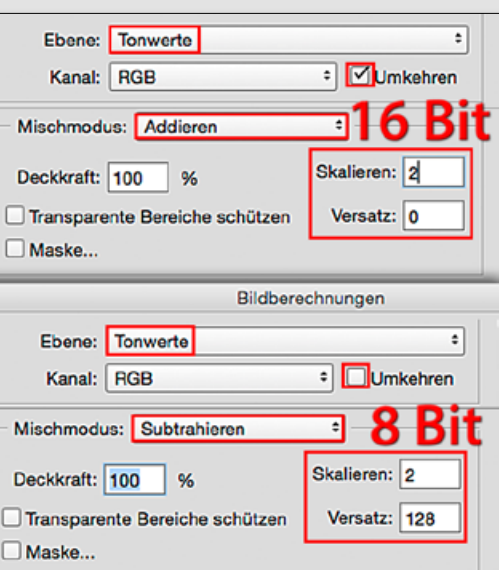 Ebene: Tonwerte
Kanal: RGB Umkehren
Mischmodus: Addieren 16 Bit
Deckkraft: 100 % Skalieren: 2
Transparente Bereiche schützen Versatz: 0
Maske...
Bildberechnungen
Ebene: Tonwerte
Kanal: RGB Umkehren
Mischmodus: Subtrahieren 8 Bit
Deckkraft: 100 % Skalieren: 2
Transparente Bereiche schützen Versatz: 128
Maske...